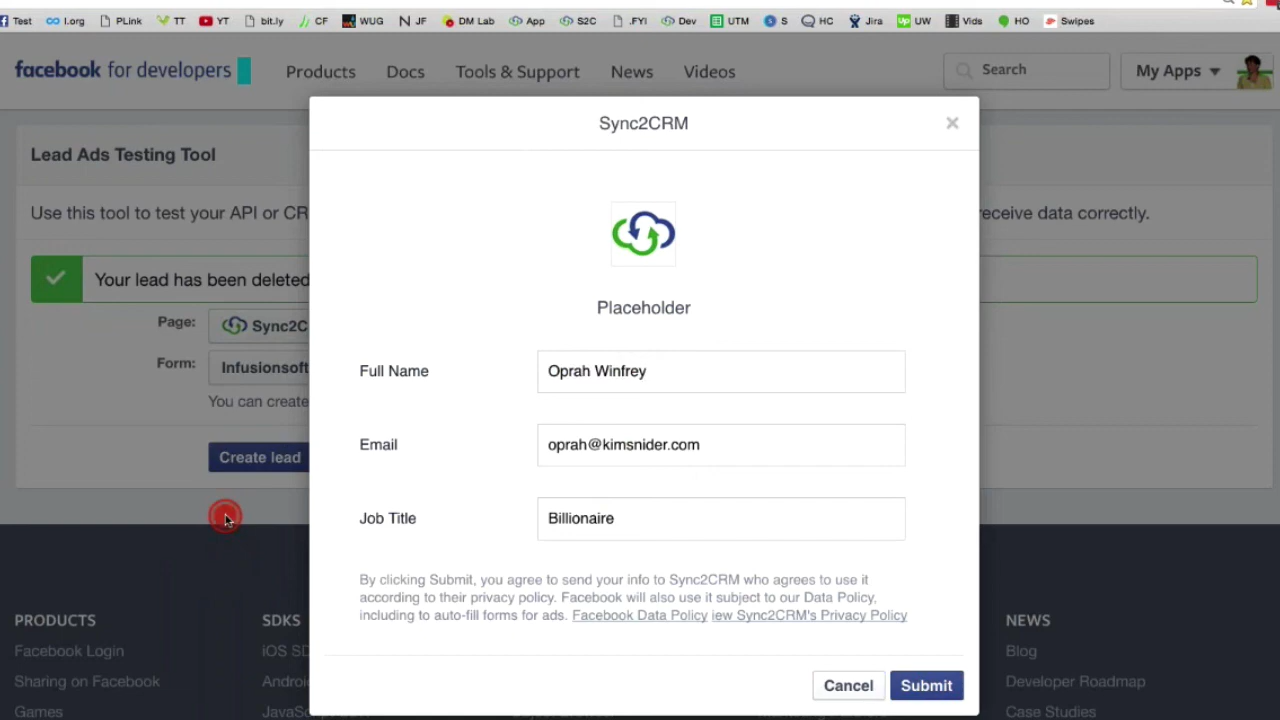 Test
I.org
PLink
TT
YT
bit.ly
CF
WUG
JF
DM Lab
App
S2C
.FYI
Dev
UTM
S
HC
Jira
UW
Vids
HO
Swipes
facebook for developers
Products
Docs
Tools & Support
News
Videos
Search
My Apps
Lead Ads Testing Tool
Use this tool to test your API or CR
receive data correctly.
Your lead has been deleted
Page:
Sync2C
Form:
Infusionsoft
You can create
Create lead
Sync2CRM
×
Placeholder
Full Name
Oprah Winfrey
Email
oprah@kimsnider.com
Job Title
Billionaire
By clicking Submit, you agree to send your info to Sync2CRM who agrees to use it
according to their privacy policy. Facebook will also use it subject to our Data Policy,
including to auto-fill forms for ads. Facebook Data Policy iew Sync2CRM's Privacy Policy
Cancel
Submit
PRODUCTS
Facebook Login
Sharing on Facebook
Games
SDKS
iOS SD
Android
JavaSc
NEWS
Blog
Developer Roadmap
Case Studies